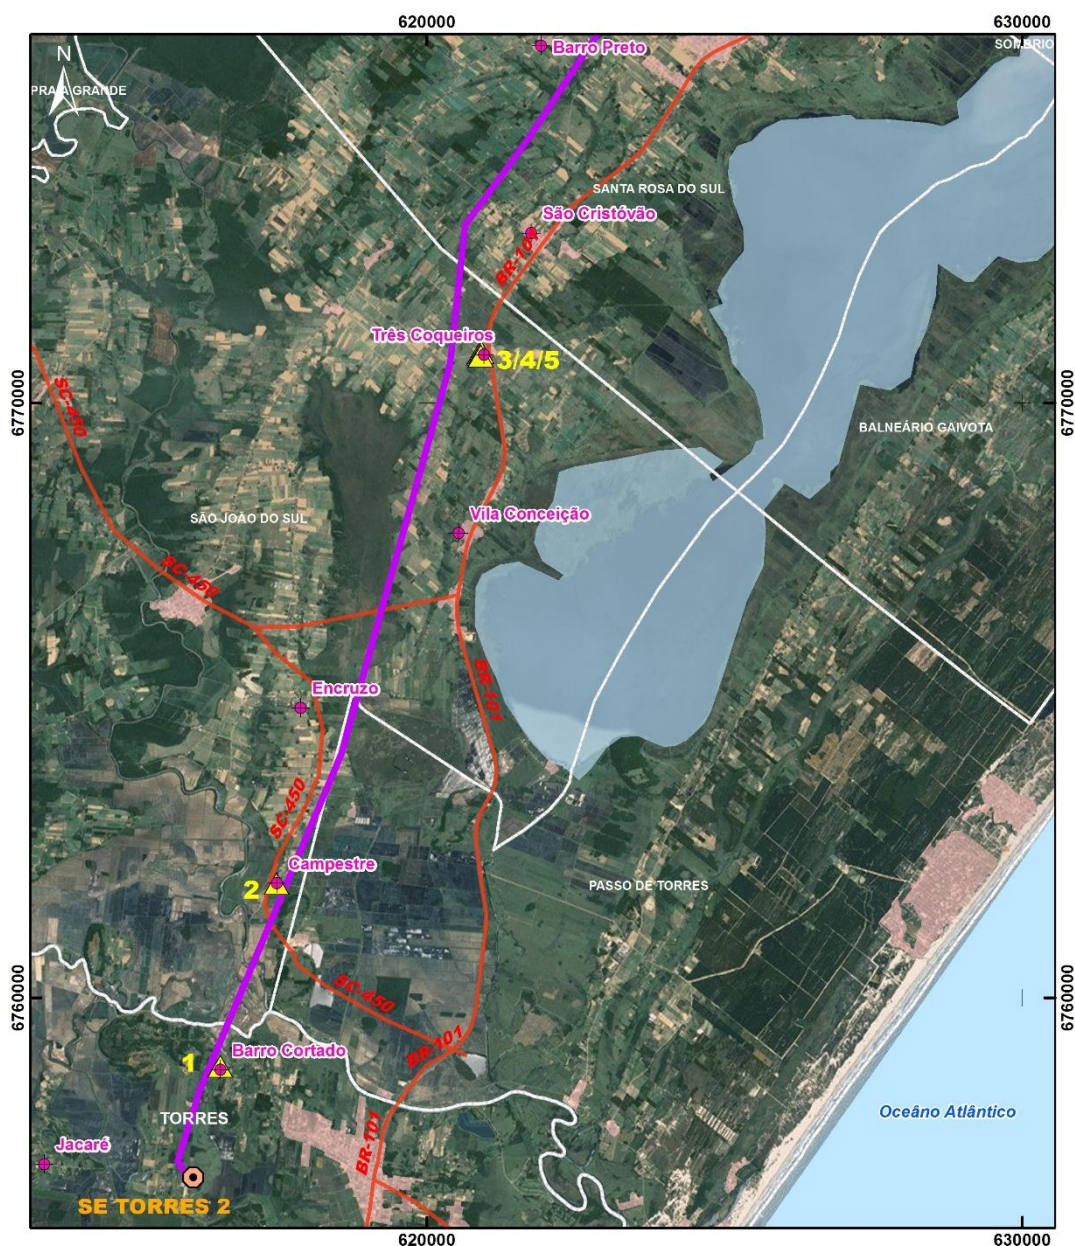 620000
630000
N
PRAIA GRANDE
Barro Preto
SOMBRIO
SANTA ROSA DO SUL
São Cristóvão
BR-101
Três Coqueiros
3/4/5
6770000
6770000
SC-450
BALNEÁRIO GAIVOTA
Vila Conceição
SÃO JOÃO DO SUL
SC-450
Encruzo
BR-101
SC-450
Campestre
2
PASSO DE TORRES
6760000
6760000
SC-450
BR-101
Barro Cortado
1
TORRES
BR-101
Oceâno Atlântico
Jacaré
SE TORRES 2
620000
630000